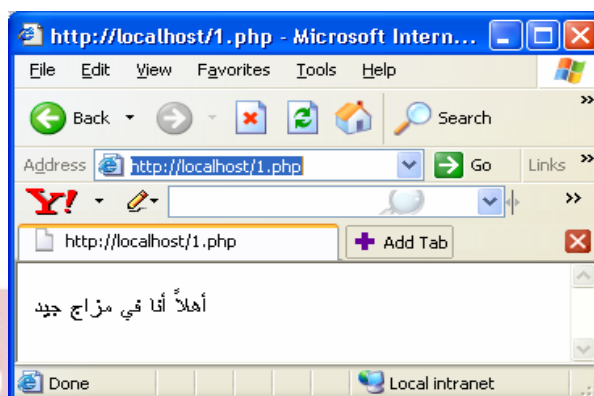 http://localhost/1.php - Microsoft Intern...
File Edit View Favorites Tools Help
Back Search »
Address http://localhost/1.php Go Links »
Y! »
http://localhost/1.php Add Tab
أهلاً أنا في مزاج جيد
Done Local intranet